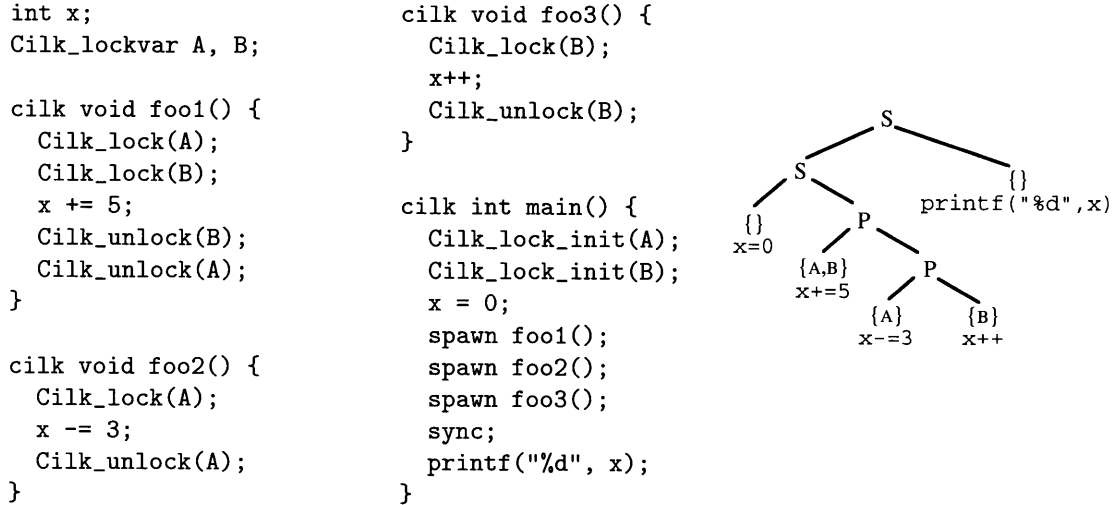 int x;
Cilk_lockvar A, B;
cilk void foo1() {
  Cilk_lock(A);
  Cilk_lock(B);
  x += 5;
  Cilk_unlock(B);
  Cilk_unlock(A);
}
cilk void foo2() {
  Cilk_lock(A);
  x -= 3;
  Cilk_unlock(A);
}
cilk void foo3() {
  Cilk_lock(B);
  x++;
  Cilk_unlock(B);
}
cilk int main() {
  Cilk_lock_init(A);
  Cilk_lock_init(B);
  x = 0;
  spawn foo1();
  spawn foo2();
  spawn foo3();
  sync;
  printf("%d", x);
}
S
S
{}
printf("%d",x)
{}
x=0
P
{A,B}
x+=5
P
{A}
x-=3
{B}
x++